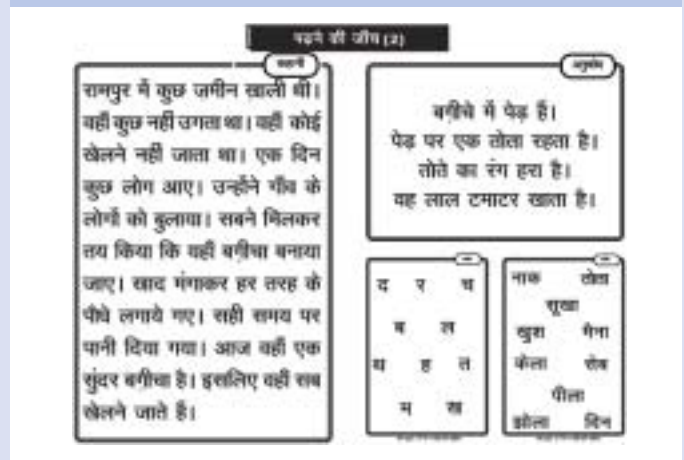 पढ़ने की जाँच (2)
कहानी
रामपुर में कुछ ज़मीन खाली थी।
वहाँ कुछ नहीं उगता था। वहाँ कोई
खेलने नहीं जाता था। एक दिन
कुछ लोग आए। उन्होंने गाँव के
लोगों को बुलाया। सबने मिलकर
तय किया कि वहाँ बग़ीचा बनाया
जाए। खाद मंगाकर हर तरह के
पौधे लगाये गए। सही समय पर
पानी दिया गया। आज वहाँ एक
सुंदर बगीचा है। इसलिए वहाँ सब
खेलने जाते हैं।
अनुच्छेद
बग़ीचे में पेड़ हैं।
पेड़ पर एक तोता रहता है।
तोते का रंग हरा है।
वह लाल टमाटर खाता है।
द र च
ब ल
थ ह त
म ख
नाक तोता
सूखा
खुश मैना
केला
पीला
झोला दिन